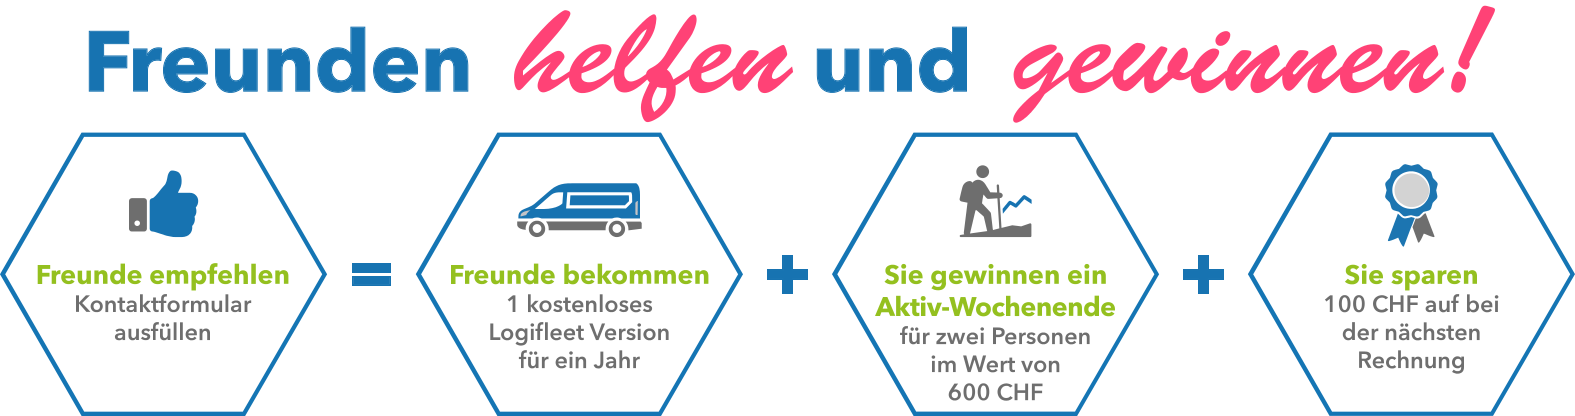 Freunden helfen und gewinnen!
Freunde empfehlen
Kontaktformular
ausfüllen
=
Freunde bekommen
1 kostenloses
Logifleet Version
für ein Jahr
+
Sie gewinnen ein
Aktiv-Wochenende
für zwei Personen
im Wert von
600 CHF
+
Sie sparen
100 CHF auf bei
der nächsten
Rechnung